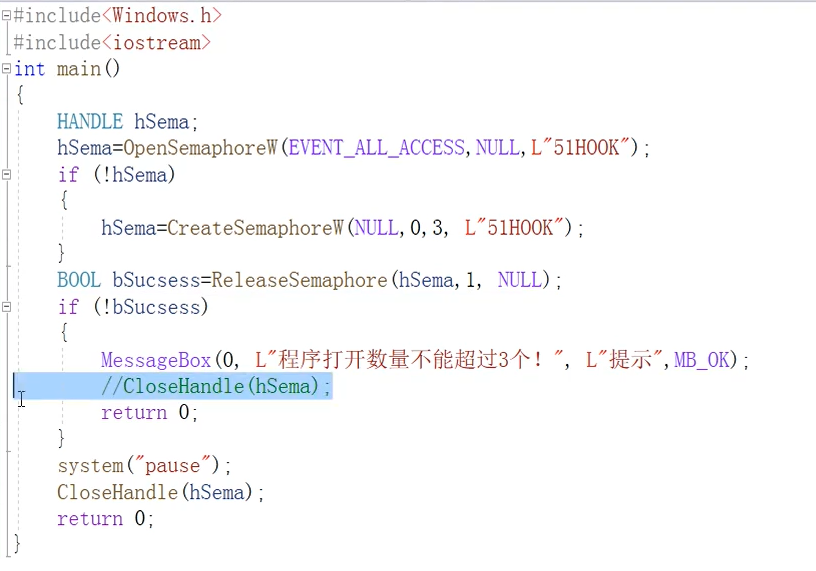 #include<Windows.h>
#include<iostream>
int main()
{
    HANDLE hSema;
    hSema=OpenSemaphoreW(EVENT_ALL_ACCESS,NULL,L"51HOOK");
    if (!hSema)
    {
        hSema=CreateSemaphoreW(NULL,0,3, L"51HOOK");
    }
    BOOL bSucsess=ReleaseSemaphore(hSema,1, NULL);
    if (!bSucsess)
    {
        MessageBox(0, L"程序打开数量不能超过3个！", L"提示",MB_OK);
        //CloseHandle(hSema);
        return 0;
    }
    system("pause");
    CloseHandle(hSema);
    return 0;
}